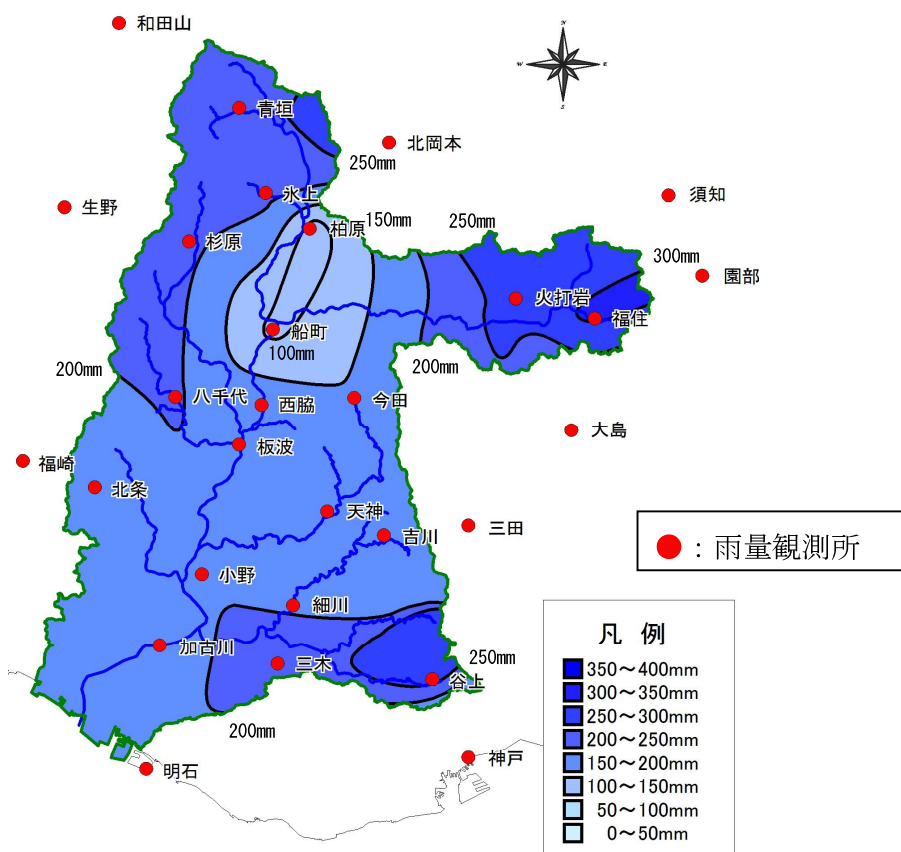 和田山
N
W
E
S
青垣
北岡本
250mm
氷上
須知
生野
150mm
250mm
柏原
杉原
300mm
園部
火打岩
福住
船町
100mm
200mm
200mm
八千代
西脇
今田
大島
板波
福崎
北条
天神
三田
吉川
●：雨量観測所
小野
細川
凡 例
加古川
250mm
三木
谷上
350～400mm
300～350mm
250～300mm
200～250mm
150～200mm
100～150mm
50～100mm
0～50mm
200mm
神戸
明石